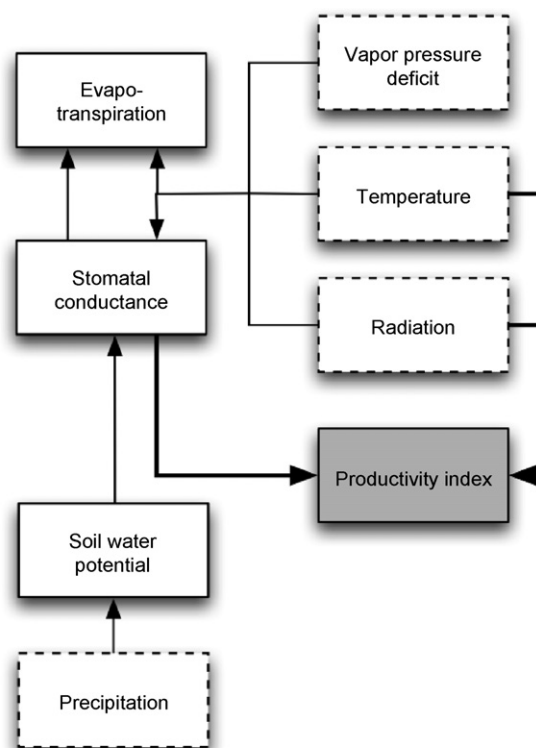 Evapo-
transpiration
Vapor pressure
deficit
Temperature
Stomatal
conductance
Radiation
Productivity index
Soil water
potential
Precipitation